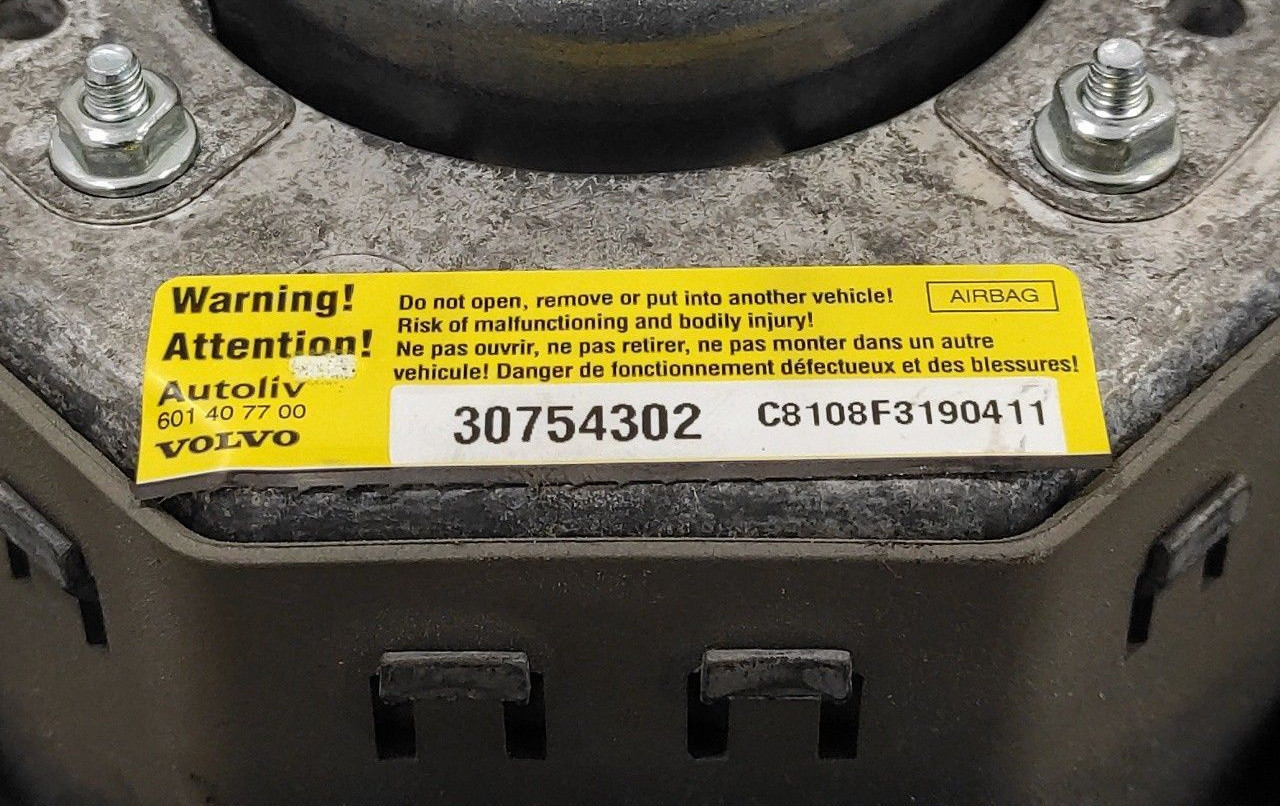 Warning!
Attention!
Autoliv
601 40 77 00
VOLVO
Do not open, remove or put into another vehicle!
Risk of malfunctioning and bodily injury!
Ne pas ouvrir, ne pas retirer, ne pas monter dans un autre
vehicule! Danger de fonctionnement défectueux et des blessures!
AIRBAG
30754302
C8108F3190411